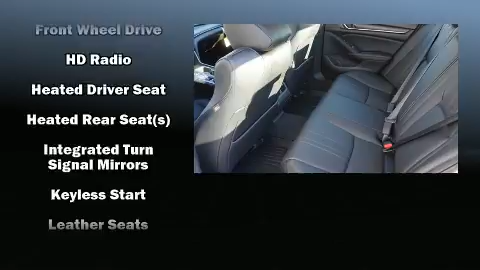 Front Wheel Drive
HD Radio
Heated Driver Seat
Heated Rear Seat(s)
Integrated Turn
Signal Mirrors
Keyless Start
Leather Seats